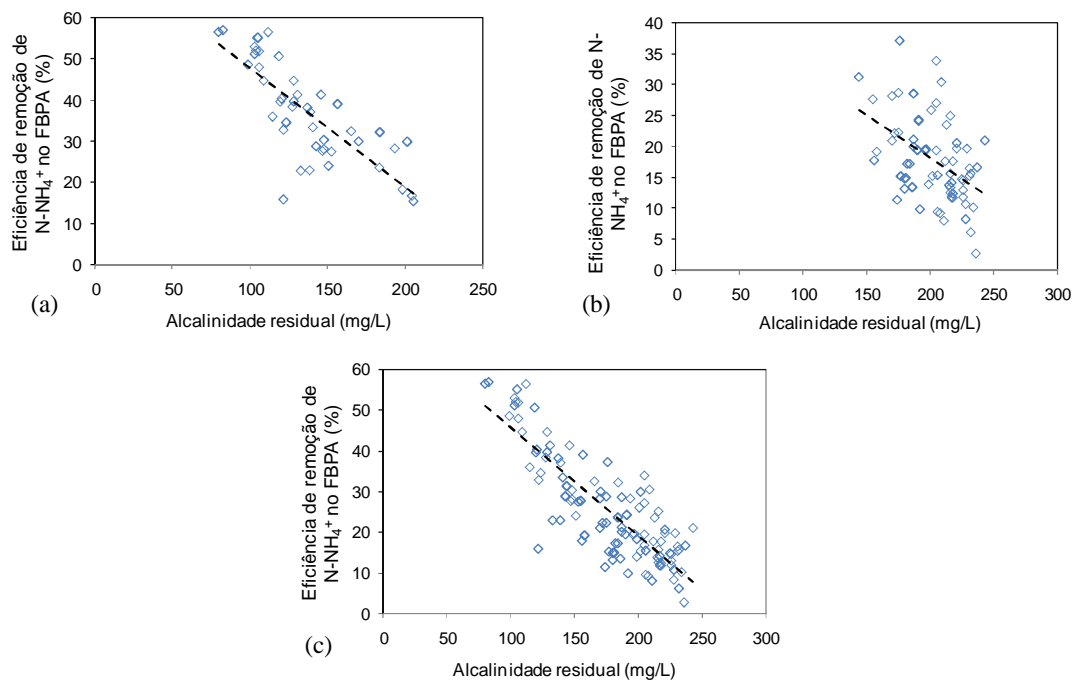 (a)
Eficiência de remoção de
N-NH₄⁺ no FBPA (%)
60
50
40
30
20
10
0
0 50 100 150 200 250
Alcalinidade residual (mg/L)
(b)
Eficiência de remoção de N-
NH₄⁺ no FBPA (%)
40
35
30
25
20
15
10
5
0
0 50 100 150 200 250 300
Alcalinidade residual (mg/L)
(c)
Eficiência de remoção de
N-NH₄⁺ no FBPA (%)
60
50
40
30
20
10
0
0 50 100 150 200 250 300
Alcalinidade residual (mg/L)